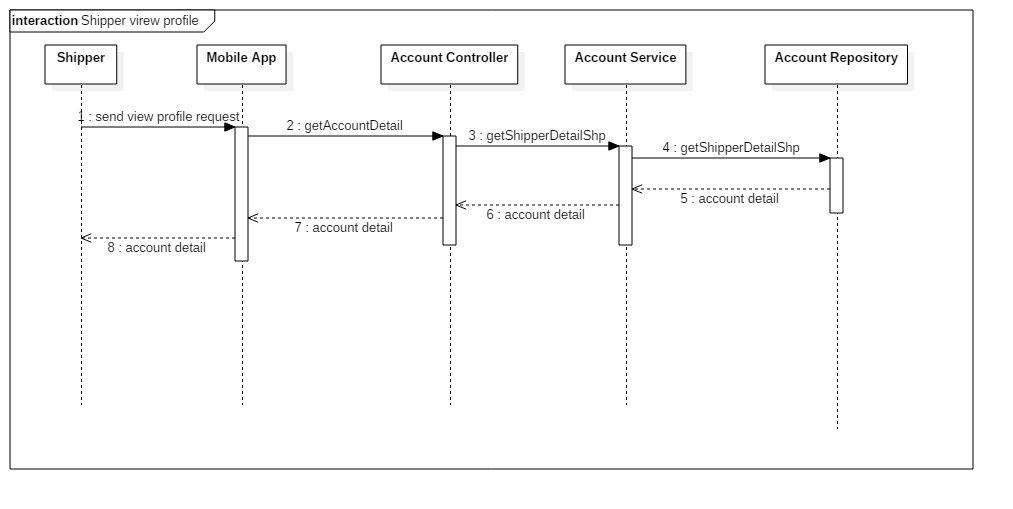 interaction Shipper virew profile
Shipper
Mobile App
Account Controller
Account Service
Account Repository
1 : send view profile request
2 : getAccountDetail
3 : getShipperDetailShp
4 : getShipperDetailShp
5 : account detail
6 : account detail
7 : account detail
8 : account detail